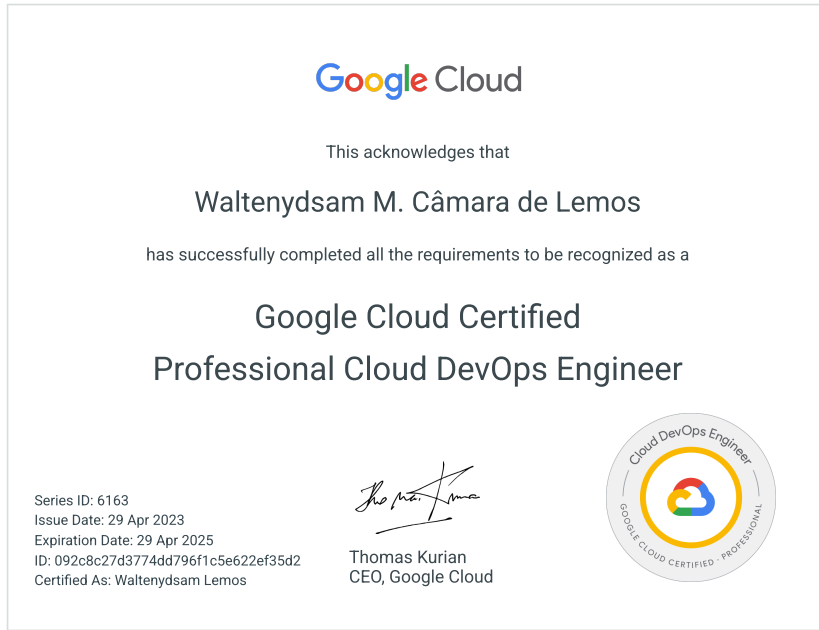 Google Cloud
This acknowledges that
Waltenydsam M. Câmara de Lemos
has successfully completed all the requirements to be recognized as a
Google Cloud Certified
Professional Cloud DevOps Engineer
Series ID: 6163
Issue Date: 29 Apr 2023
Expiration Date: 29 Apr 2025
ID: 092c8c27d3774dd796f1c5e622ef35d2
Certified As: Waltenydsam Lemos
Thomas Kurian
CEO, Google Cloud
Cloud DevOps Engineer
GOOGLE CLOUD CERTIFIED · PROFESSIONAL